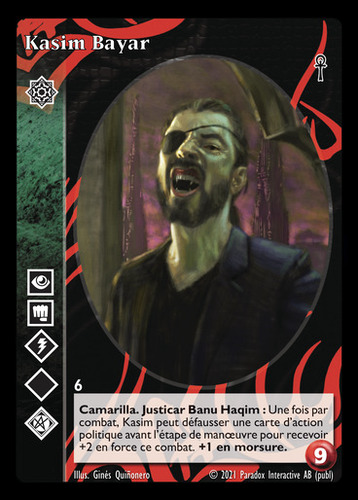 Kasim Bayar
6
Camarilla. Justicar Banu Haqim : Une fois par
combat, Kasim peut défausser une carte d'action
politique avant l'étape de manœuvre pour recevoir
+2 en force ce combat. +1 en morsure.
9
Illus. Ginés Quiñonero
© 2021 Paradox Interactive AB (publ)